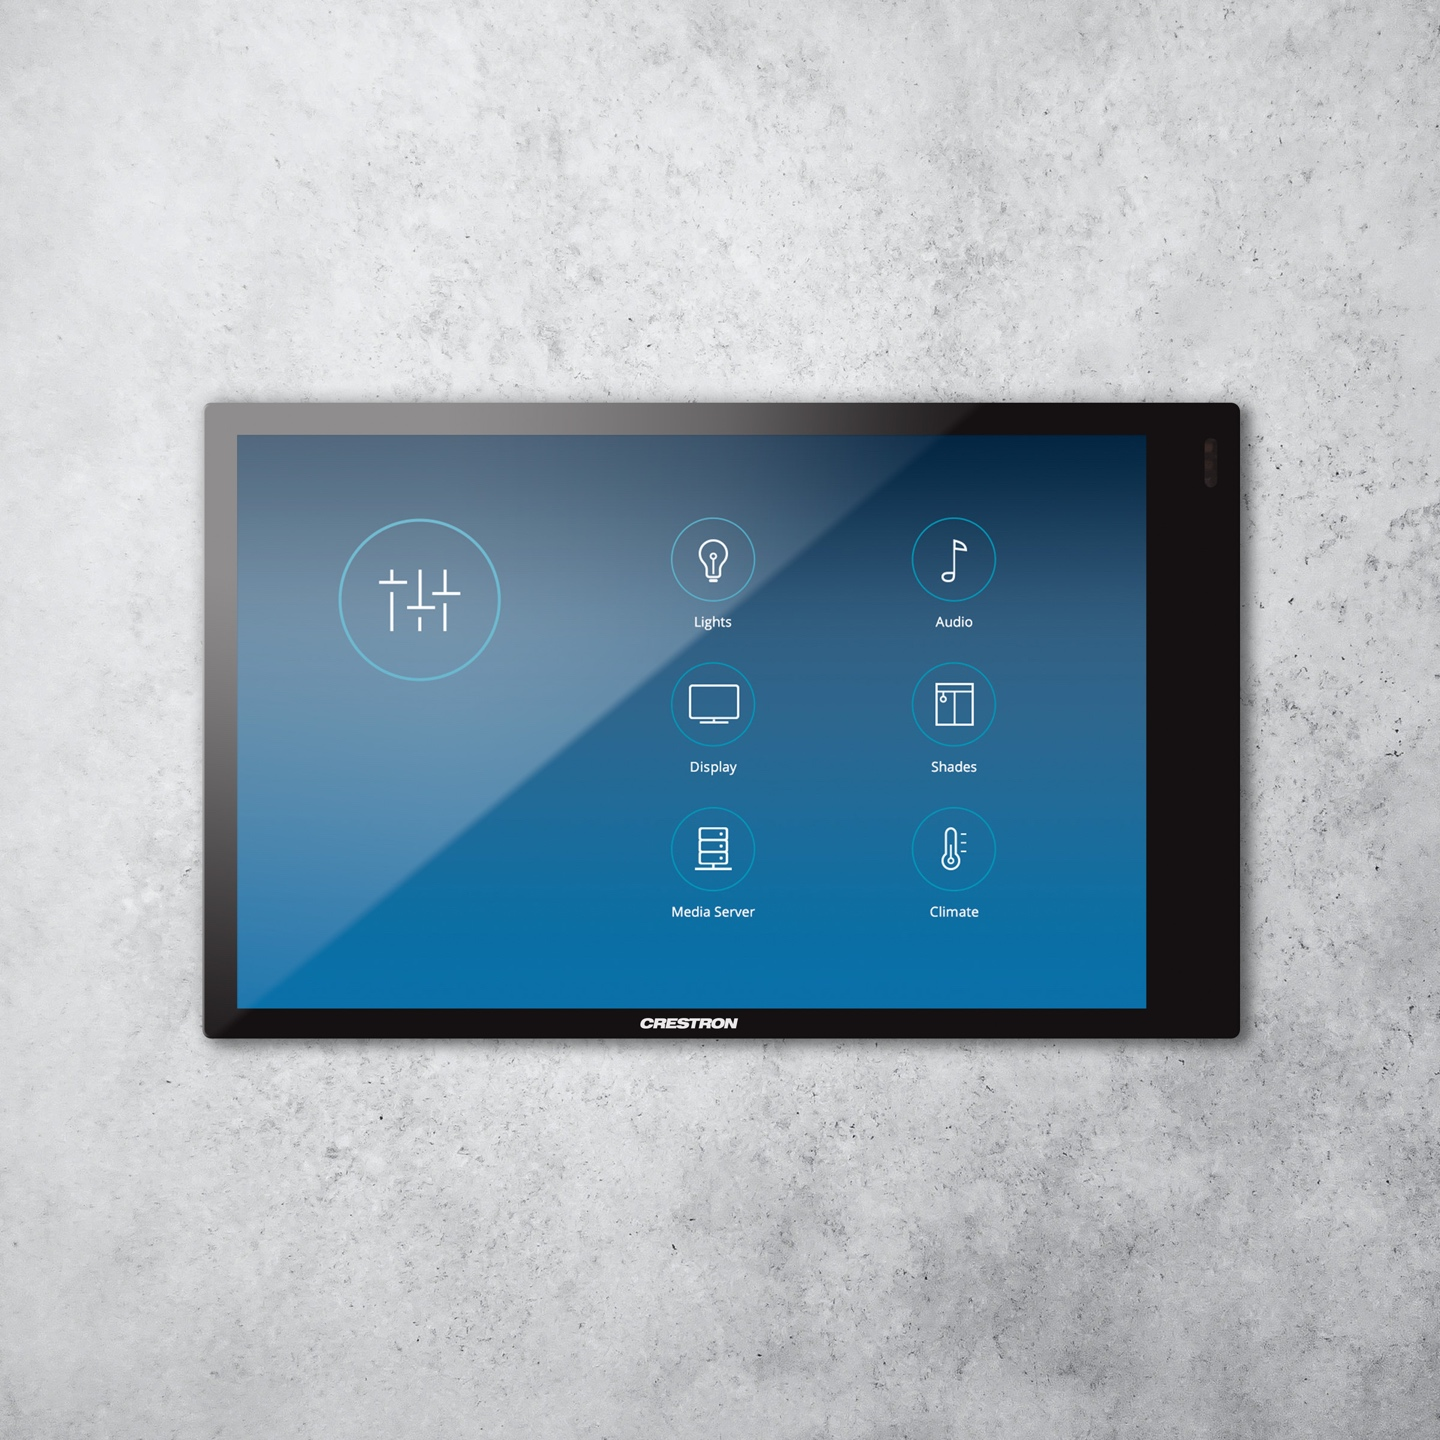 Lights
Audio
Display
Shades
Media Server
Climate
CRESTRON